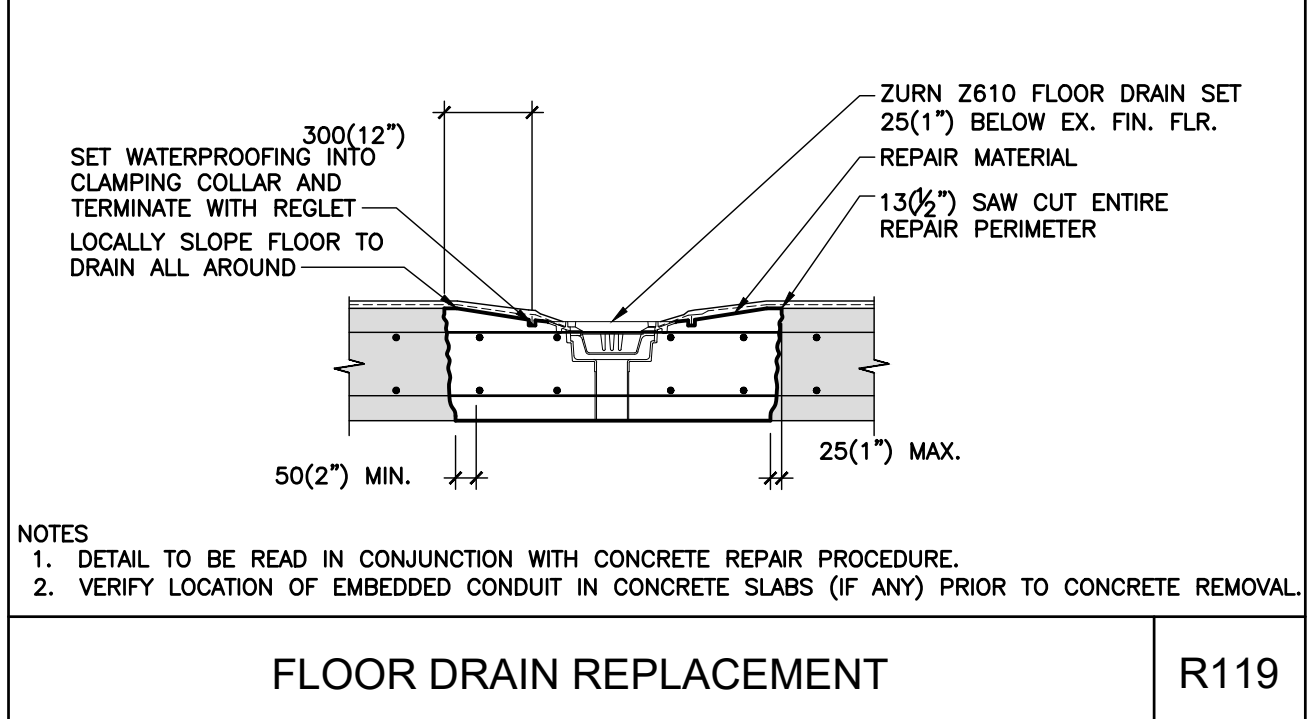 300(12")
SET WATERPROOFING INTO
CLAMPING COLLAR AND
TERMINATE WITH REGLET
LOCALLY SLOPE FLOOR TO
DRAIN ALL AROUND
ZURN Z610 FLOOR DRAIN SET
25(1") BELOW EX. FIN. FLR.
REPAIR MATERIAL
13(½") SAW CUT ENTIRE
REPAIR PERIMETER
50(2") MIN.
25(1") MAX.
NOTES
1. DETAIL TO BE READ IN CONJUNCTION WITH CONCRETE REPAIR PROCEDURE.
2. VERIFY LOCATION OF EMBEDDED CONDUIT IN CONCRETE SLABS (IF ANY) PRIOR TO CONCRETE REMOVAL.
FLOOR DRAIN REPLACEMENT
R119